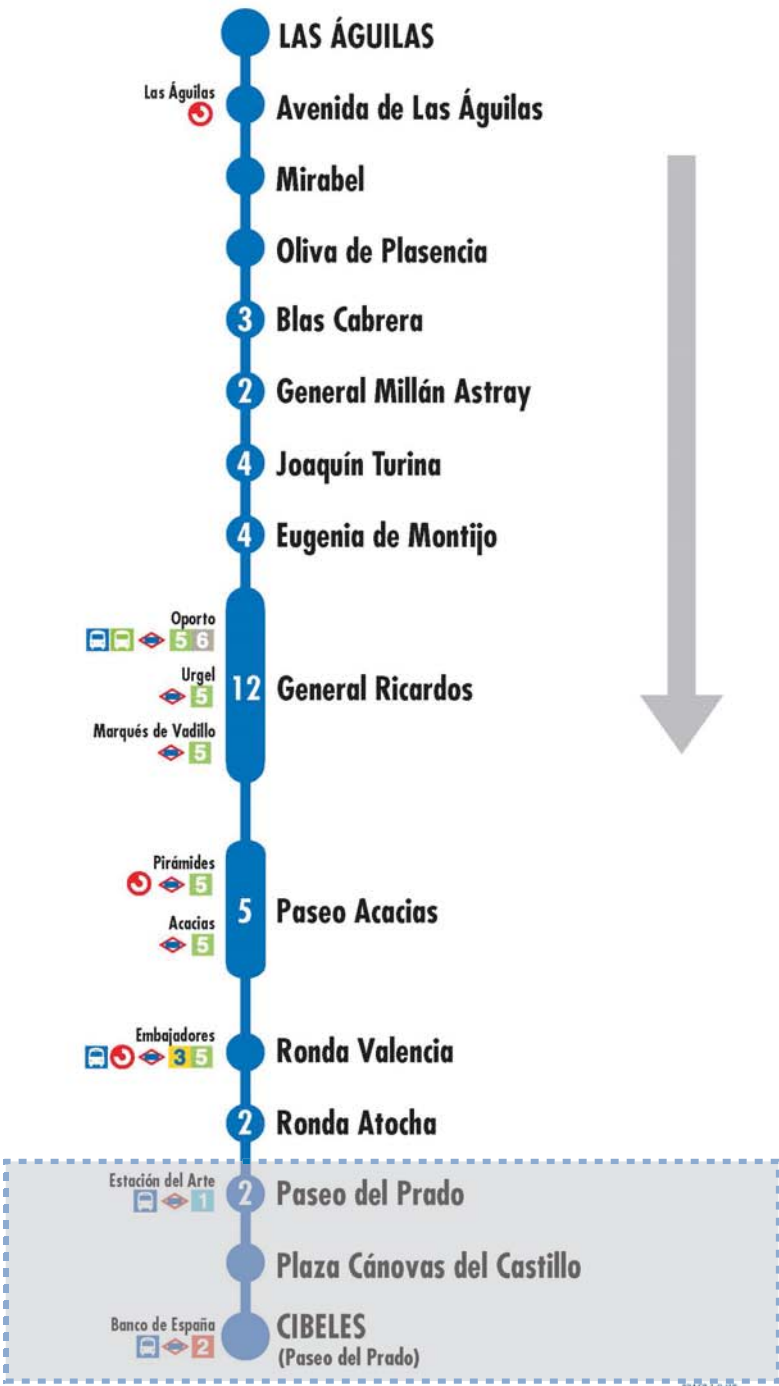 LAS ÁGUILAS
Las Águilas
Avenida de Las Águilas
Mirabel
Oliva de Plasencia
3 Blas Cabrera
2 General Millán Astray
4 Joaquín Turina
4 Eugenia de Montijo
Oporto
5 6
Urgel
5
12 General Ricardos
Marqués de Vadillo
5
Pirámides
5
5 Paseo Acacias
Acacias
5
Embajadores
3 5
Ronda Valencia
2 Ronda Atocha
Estación del Arte
1
2 Paseo del Prado
Plaza Cánovas del Castillo
Banco de España
2
CIBELES
(Paseo del Prado)